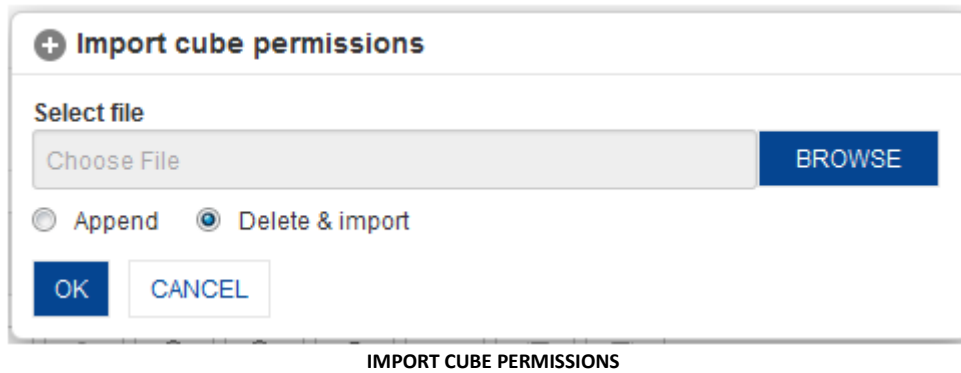 Import cube permissions
Select file
Choose File BROWSE
Append Delete & import
OK CANCEL
IMPORT CUBE PERMISSIONS